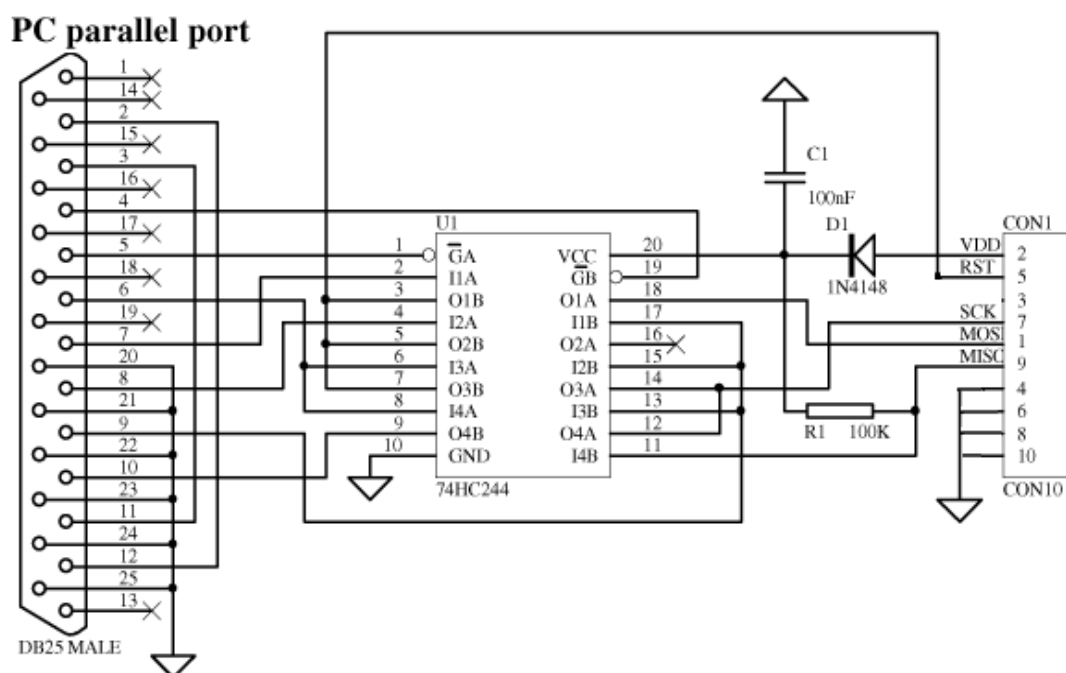 PC parallel port
1
14
2
15
3
16
4
17
5
18
6
19
7
20
8
21
9
22
10
23
11
24
12
25
13
DB25 MALE
U1
1 G̅A VCC 20
2 I1A G̅B 19
3 O1B O1A 18
4 I2A I1B 17
5 O2B O2A 16
6 I3A I2B 15
7 O3B O3A 14
8 I4A I3B 13
9 O4B O4A 12
10 GND I4B 11
74HC244
C1
100nF
D1
1N4148
R1 100K
CON1
VDD 2
RST 5
3
SCK 7
MOSI 1
MISO 9
4
6
8
10
CON10